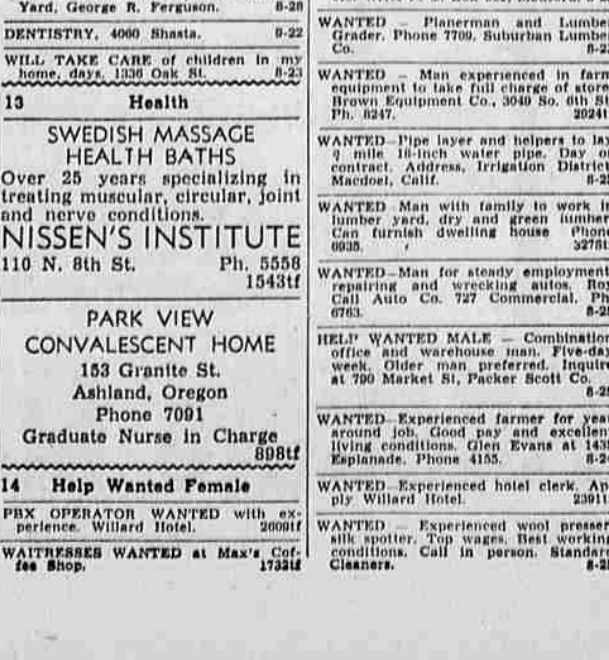 Yard, George R. Ferguson. 8-28
DENTISTRY, 4000 Shasta. 9-22
WILL TAKE CARE of children in my
home, days, 1336 Oak St. 8-23
13 Health
SWEDISH MASSAGE
HEALTH BATHS
Over 25 years specializing in
treating muscular, circular, joint
and nerve conditions.
NISSEN'S INSTITUTE
110 N. 8th St. Ph. 5558
1543tf
PARK VIEW
CONVALESCENT HOME
153 Granite St.
Ashland, Oregon
Phone 7091
Graduate Nurse in Charge
898tf
14 Help Wanted Female
PBX OPERATOR WANTED with ex-
perience. Willard Hotel. 2609tf
WAITRESSES WANTED at Max's Cof-
fee Shop. 1732tf
WANTED — Planerman and Lumbe
Grader. Phone 7709, Suburban Lumbe
Co.
WANTED — Man experienced in farm
equipment to take full charge of store
Brown Equipment Co., 3040 So. 6th St
Ph. 8247. 2024t
WANTED—Pipe layer and helpers to lay
mile 18-inch water pipe. Day or
contract. Address, Irrigation District
Macdoel, Calif.
WANTED Man with family to work in
lumber yard, dry and green lumber
Can furnish dwelling house Phone
6935.
WANTED—Man for steady employment
repairing and wrecking autos. Roy
Call Auto Co. 727 Commercial, Ph
6763.
HELP WANTED MALE — Combination
office and warehouse man. Five-day
week. Older man preferred. Inquire
at 790 Market St, Packer Scott Co.
WANTED—Experienced farmer for year
around job. Good pay and excellen
living conditions. Glen Evans at 143
Esplanade. Phone 4155. 8-2
WANTED—Experienced hotel clerk. Ap
ply Willard Hotel. 2391t
WANTED — Experienced wool presser
silk spotter. Top wages. Best working
conditions. Call in person. Standard
Cleaners.